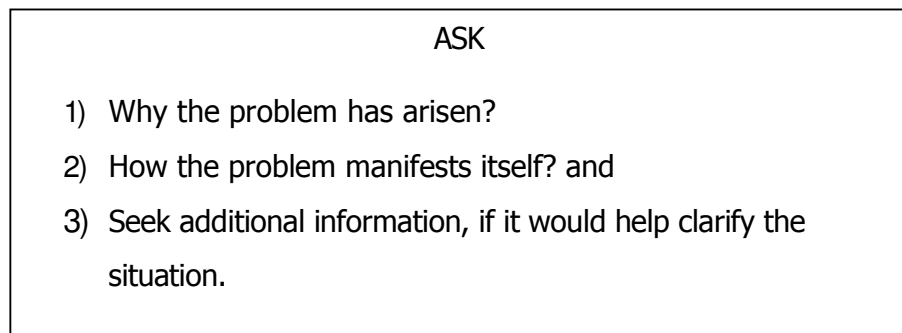 ASK
1) Why the problem has arisen?
2) How the problem manifests itself? and
3) Seek additional information, if it would help clarify the
situation.